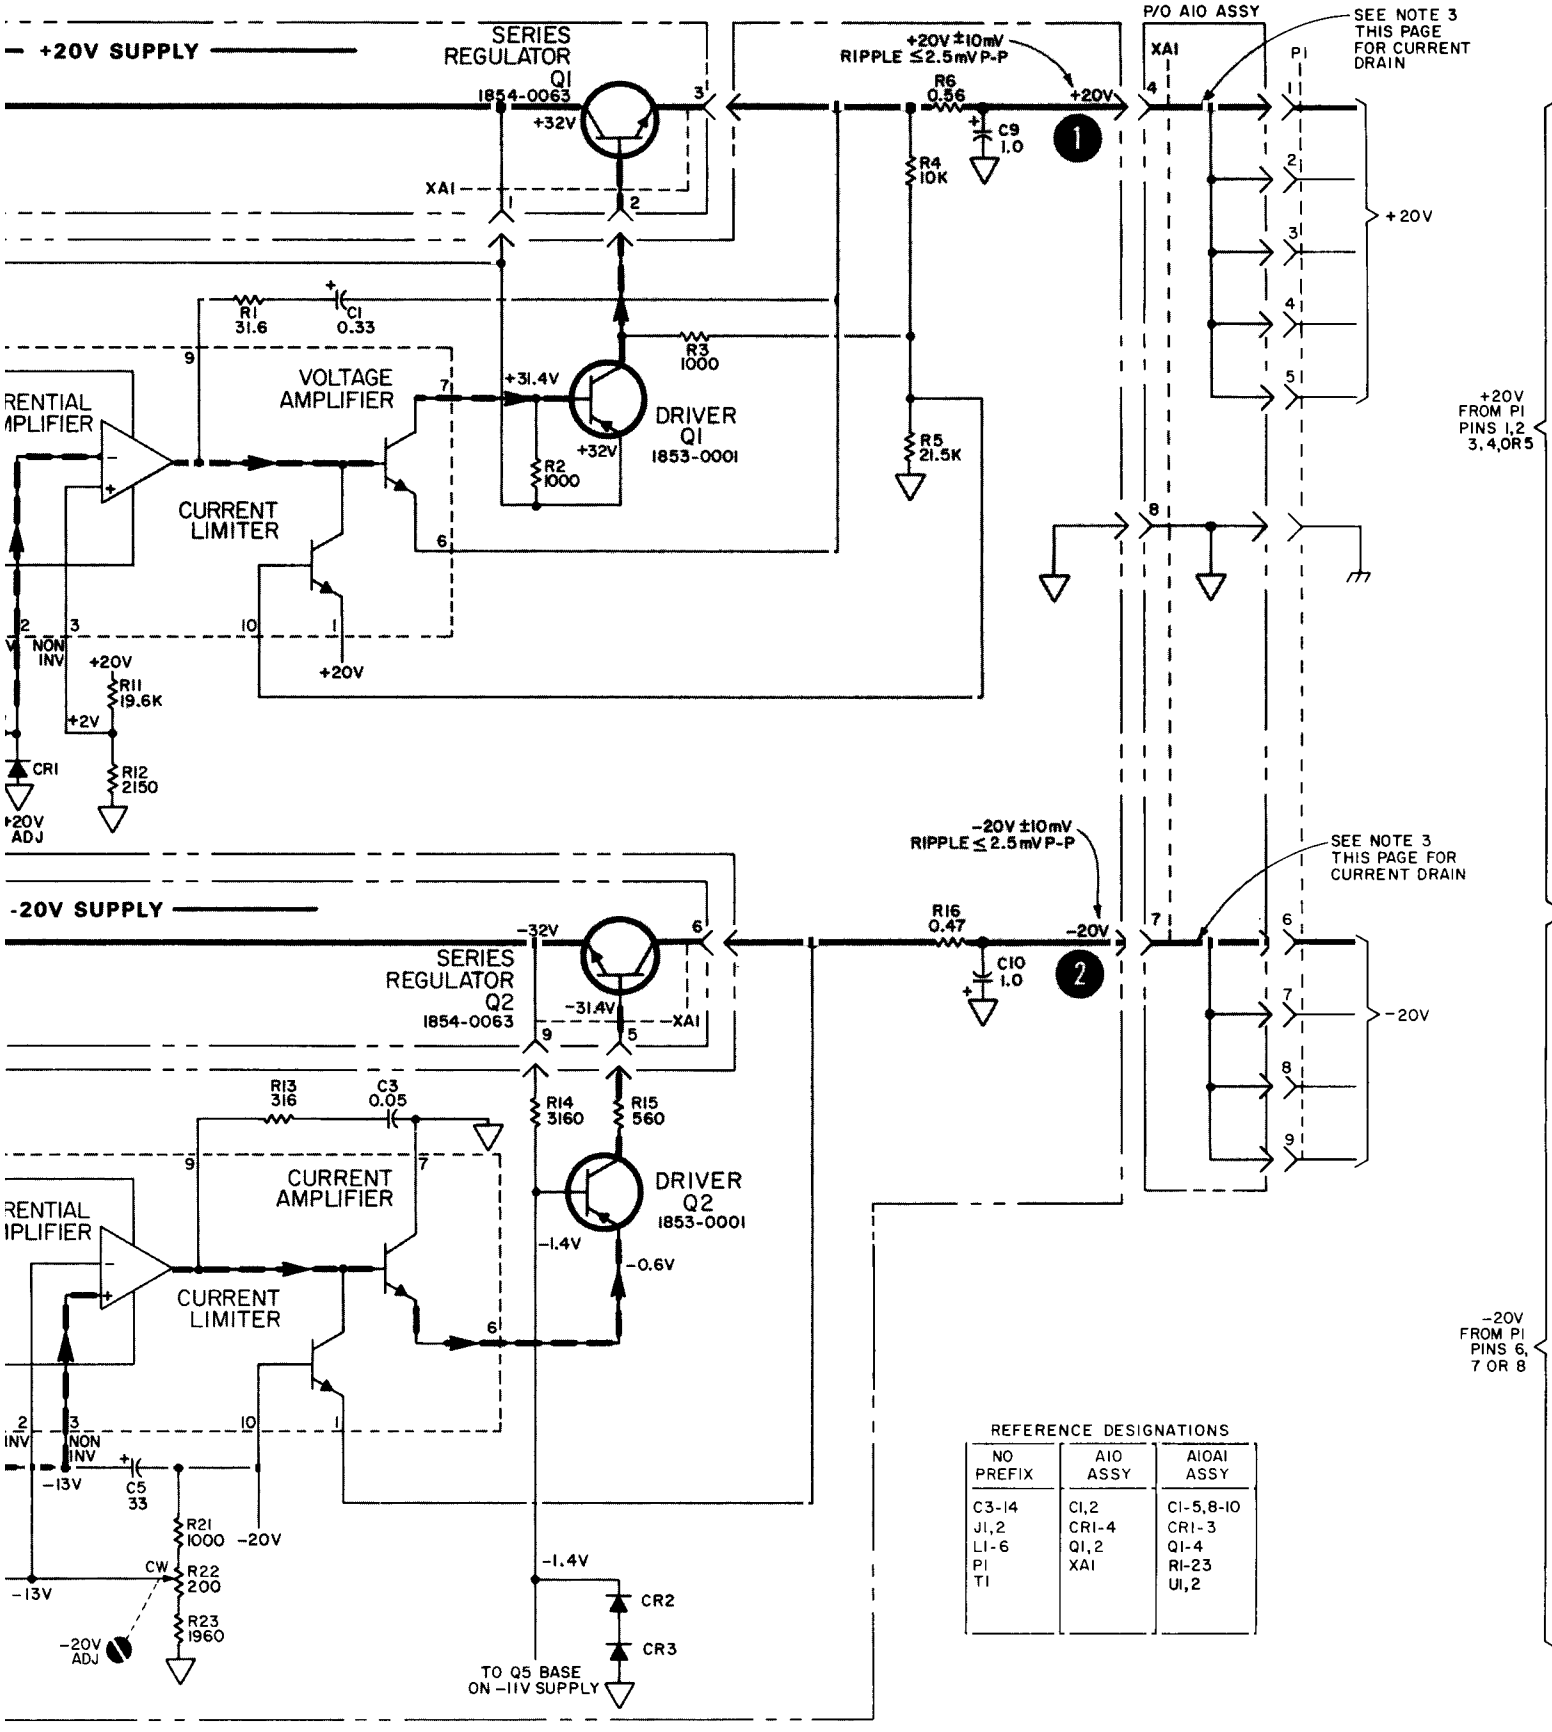 P/O A10 ASSY
SEE NOTE 3
THIS PAGE
FOR CURRENT
DRAIN
+20V SUPPLY
SERIES
REGULATOR
Q1
1854-0063
+32V
3
+20V ±10mV
RIPPLE ≤2.5mV P-P
R6
0.56
+20V
4
XA1
P1
1
+
C9
1.0
1
R4
10K
XA1
1
2
2
3
4
5
+20V
R1
31.6
+
C1
0.33
9
R3
1000
VOLTAGE
AMPLIFIER
7
+31.4V
DRIVER
Q1
1853-0001
+32V
R2
1000
R5
21.5K
RENTIAL
MPLIFIER
-
+
CURRENT
LIMITER
6
8
+20V
FROM P1
PINS 1,2
3,4,OR5
2
3
NON
INV
10
1
+20V
+20V
R11
19.6K
+2V
CR1
R12
2150
+20V
ADJ
-20V ±10mV
RIPPLE ≤ 2.5mV P-P
SEE NOTE 3
THIS PAGE FOR
CURRENT DRAIN
-20V SUPPLY
-32V
6
R16
0.47
-20V
7
6
SERIES
REGULATOR
Q2
1854-0063
-31.4V
XA1
9
5
C10
1.0
+
2
7
8
9
-20V
R13
316
C3
0.05
R14
3160
R15
560
9
7
CURRENT
AMPLIFIER
DRIVER
Q2
1853-0001
RENTIAL
MPLIFIER
-
+
-1.4V
-0.6V
CURRENT
LIMITER
6
-20V
FROM P1
PINS 6,
7 OR 8
2
INV
3
NON
INV
10
1
-13V
+
C5
33
R21
1000
-20V
CW
R22
200
-13V
R23
1960
-20V
ADJ
-1.4V
CR2
CR3
TO Q5 BASE
ON -11V SUPPLY
REFERENCE DESIGNATIONS
NO
PREFIX
A10
ASSY
A10A1
ASSY
C3-14
C1,2
C1-5,8-10
J1,2
CR1-4
CR1-3
L1-6
Q1,2
Q1-4
P1
XA1
R1-23
T1
U1,2